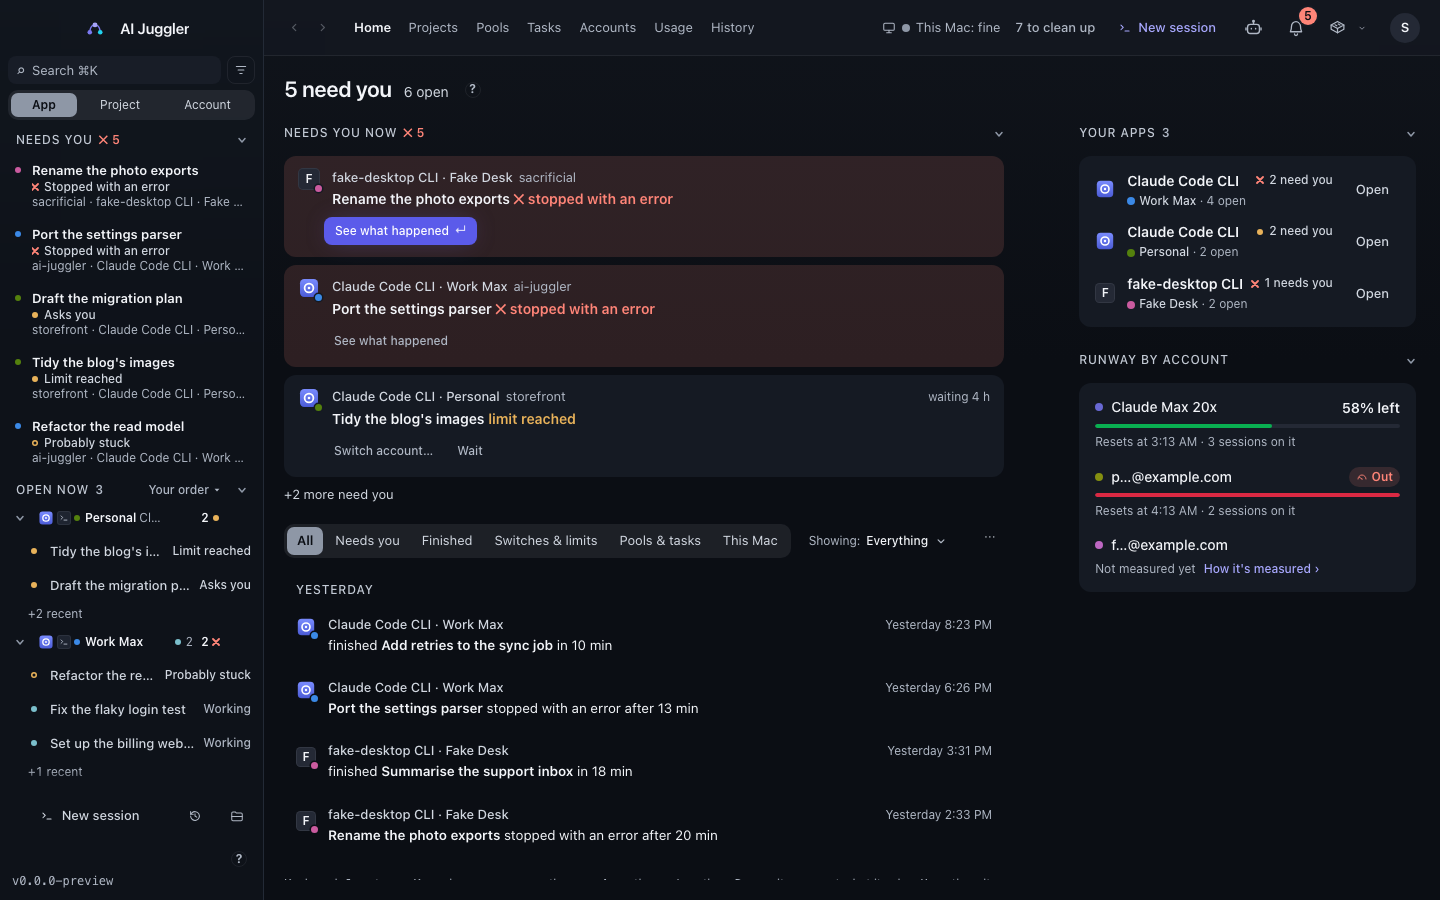 AI Juggler
Search ⌘K
App
Project
Account
NEEDS YOU 5
Rename the photo exports
Stopped with an error
sacrificial · fake-desktop CLI · Fake ...
Port the settings parser
Stopped with an error
ai-juggler · Claude Code CLI · Work ...
Draft the migration plan
Asks you
storefront · Claude Code CLI · Perso...
Tidy the blog's images
Limit reached
storefront · Claude Code CLI · Perso...
Refactor the read model
Probably stuck
ai-juggler · Claude Code CLI · Work ...
OPEN NOW 3
Your order
Personal Cl...
2
Tidy the blog's i...
Limit reached
Draft the migration p...
Asks you
+2 recent
Work Max
2
2
Refactor the re...
Probably stuck
Fix the flaky login test
Working
Set up the billing web...
Working
+1 recent
New session
?
v0.0.0-preview
Home
Projects
Pools
Tasks
Accounts
Usage
History
This Mac: fine
7 to clean up
New session
5
S
5 need you
6 open
?
NEEDS YOU NOW 5
F
fake-desktop CLI · Fake Desk sacrificial
Rename the photo exports stopped with an error
See what happened
Claude Code CLI · Work Max ai-juggler
Port the settings parser stopped with an error
See what happened
Claude Code CLI · Personal storefront
waiting 4 h
Tidy the blog's images limit reached
Switch account...
Wait
+2 more need you
All
Needs you
Finished
Switches & limits
Pools & tasks
This Mac
Showing: Everything
...
YESTERDAY
Claude Code CLI · Work Max
Yesterday 8:23 PM
finished Add retries to the sync job in 10 min
Claude Code CLI · Work Max
Yesterday 6:26 PM
Port the settings parser stopped with an error after 13 min
F
fake-desktop CLI · Fake Desk
Yesterday 3:31 PM
finished Summarise the support inbox in 18 min
F
fake-desktop CLI · Fake Desk
Yesterday 2:33 PM
Rename the photo exports stopped with an error after 20 min
YOUR APPS 3
Claude Code CLI
2 need you
Work Max · 4 open
Open
Claude Code CLI
2 need you
Personal · 2 open
Open
F
fake-desktop CLI
1 needs you
Fake Desk · 2 open
Open
RUNWAY BY ACCOUNT
Claude Max 20x
58% left
Resets at 3:13 AM · 3 sessions on it
p...@example.com
Out
Resets at 4:13 AM · 2 sessions on it
f...@example.com
Not measured yet How it's measured ›